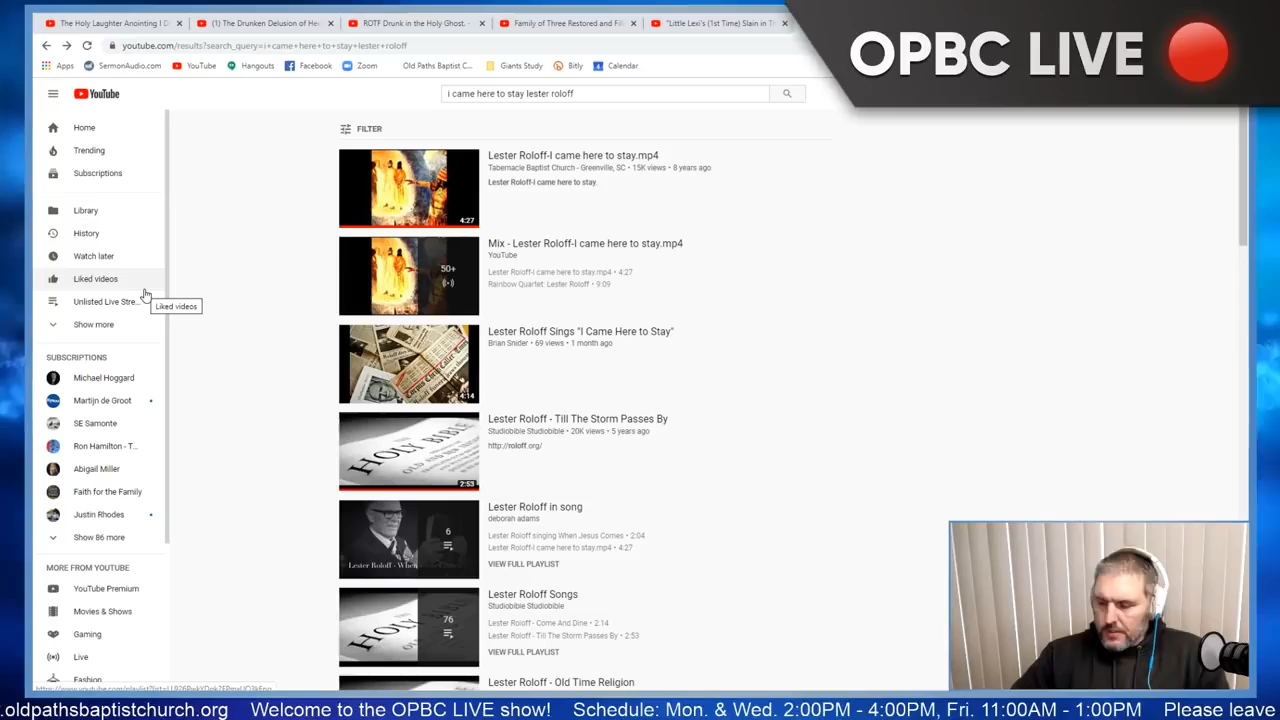 The Holy Laughter Anointing I D
(1) The Drunken Delusion of He
ROTF Drunk in the Holy Ghost.
Family of Three Restored and Fil
"Little Lexi's (1st Time) Slain in Th
OPBC LIVE
youtube.com/results?search_query=i+came+here+to+stay+lester+roloff
Apps
SermonAudio.com
YouTube
Hangouts
Facebook
Zoom
Old Paths Baptist C...
Giants Study
Bitly
Calendar
YouTube
i came here to stay lester roloff
Home
Trending
Subscriptions
Library
History
Watch later
Liked videos
Unlisted Live Stre...
Liked videos
Show more
SUBSCRIPTIONS
Michael Hoggard
Martijn de Groot
SE Samonte
Ron Hamilton - T...
Abigail Miller
Faith for the Family
Justin Rhodes
Show 86 more
MORE FROM YOUTUBE
YouTube Premium
Movies & Shows
Gaming
Live
Fashion
FILTER
Lester Roloff-I came here to stay.mp4
Tabernacle Baptist Church - Greenville, SC • 15K views • 8 years ago
Lester Roloff-I came here to stay.
4:27
Mix - Lester Roloff-I came here to stay.mp4
YouTube
50+
Lester Roloff-I came here to stay.mp4 • 4:27
Rainbow Quartet: Lester Roloff • 9:09
Lester Roloff Sings "I Came Here to Stay"
Brian Snider • 69 views • 1 month ago
4:14
Lester Roloff - Till The Storm Passes By
Studiobible Studiobible • 20K views • 5 years ago
http://roloff.org/
HOLY BIBLE
2:53
Lester Roloff in song
deborah adams
6
Lester Roloff singing When Jesus Comes • 2:04
Lester Roloff-I came here to stay.mp4 • 4:27
VIEW FULL PLAYLIST
Lester Roloff - When
Lester Roloff Songs
Studiobible Studiobible
76
HOLY
Lester Roloff - Come And Dine • 2:14
Lester Roloff - Till The Storm Passes By • 2:53
VIEW FULL PLAYLIST
Lester Roloff - Old Time Religion
.oldpathsbaptistchurch.org Welcome to the OPBC LIVE show! Schedule: Mon. & Wed. 2:00PM - 4:00PM, Fri. 11:00AM - 1:00PM Please leave